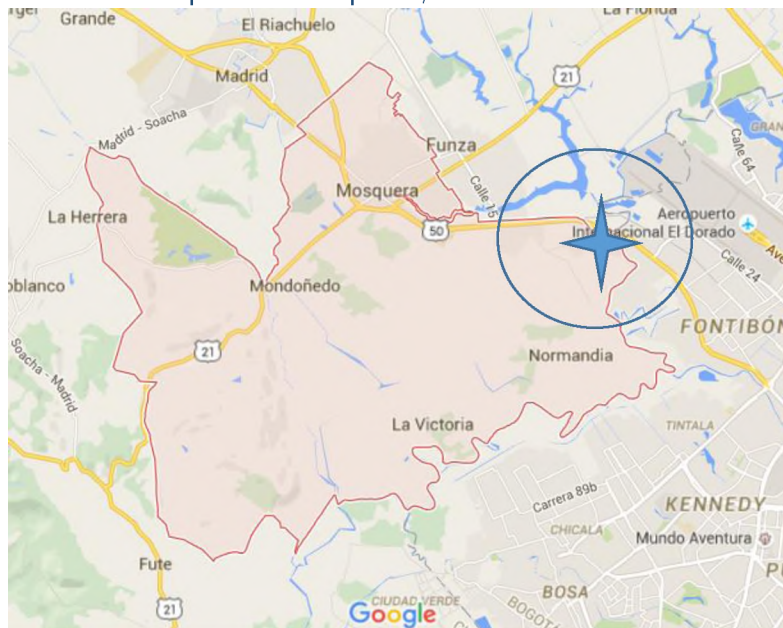 Grande
El Riachuelo
La Florida
Madrid
21
Madrid - Soacha
Funza
Calle 64
Mosquera
Calle 15
La Herrera
50
Aeropuerto
Internacional El Dorado
Calle 24
oblanco
Mondoñedo
FONTIBÓN
21
Normandia
Soacha - Madrid
La Victoria
TINTALA
Carrera 89b
KENNEDY
CHICALA
Mundo Aventura
Fute
BOSA
21
CIUDAD VERDE
Google